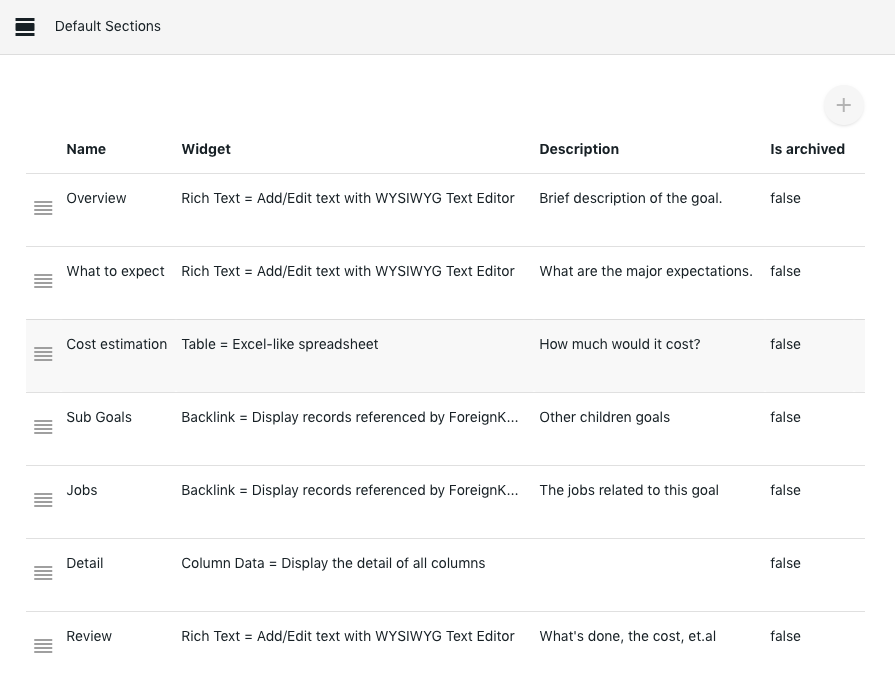 Default Sections
Name Widget Description Is archived
Overview Rich Text = Add/Edit text with WYSIWYG Text Editor Brief description of the goal. false
What to expect Rich Text = Add/Edit text with WYSIWYG Text Editor What are the major expectations. false
Cost estimation Table = Excel-like spreadsheet How much would it cost? false
Sub Goals Backlink = Display records referenced by ForeignK... Other children goals false
Jobs Backlink = Display records referenced by ForeignK... The jobs related to this goal false
Detail Column Data = Display the detail of all columns false
Review Rich Text = Add/Edit text with WYSIWYG Text Editor What's done, the cost, et.al false